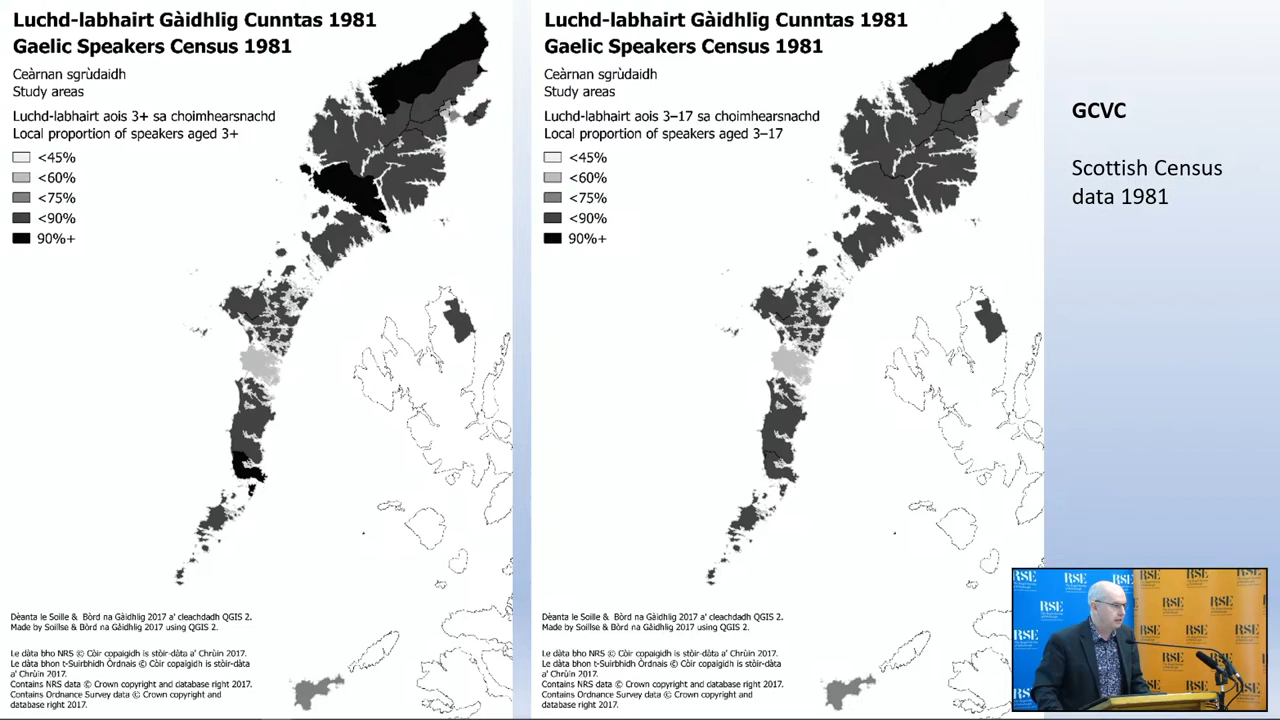 Luchd-labhairt Gàidhlig Cunntas 1981
Gaelic Speakers Census 1981
Ceàrnan sgrùdaidh
Study areas
Luchd-labhairt aois 3+ sa choimhearsnachd
Local proportion of speakers aged 3+
<45%
<60%
<75%
<90%
90%+
Dèanta le Soille & Bòrd na Gàidhlig 2017 a' cleachdadh QGIS 2.
Made by Soillse & Bòrd na Gàidhlig 2017 using QGIS 2.
Le dàta bho NRS © Còir copaigidh is stòir-dàta a' Chrùin 2017.
Le dàta bhon t-Suirbhidh Òrdnais © Còir copaigidh is stòir-dàta
a' Chrùin 2017.
Contains NRS data © Crown copyright and database right 2017.
Contains Ordnance Survey data © Crown copyright and
database right 2017.
Luchd-labhairt Gàidhlig Cunntas 1981
Gaelic Speakers Census 1981
Ceàrnan sgrùdaidh
Study areas
Luchd-labhairt aois 3–17 sa choimhearsnachd
Local proportion of speakers aged 3–17
<45%
<60%
<75%
<90%
90%+
Dèanta le Soille & Bòrd na Gàidhlig 2017 a' cleachdadh QGIS 2.
Made by Soillse & Bòrd na Gàidhlig 2017 using QGIS 2.
Le dàta bho NRS © Còir copaigidh is stòir-dàta a' Chrùin 2017.
Le dàta bhon t-Suirbhidh Òrdnais © Còir copaigidh is stòir-dàta
a' Chrùin 2017.
Contains NRS data © Crown copyright and database right 2017.
Contains Ordnance Survey data © Crown copyright and
database right 2017.
GCVC
Scottish Census
data 1981
RSE
RSE
RSE
RSE
RSE
RSE
RSE